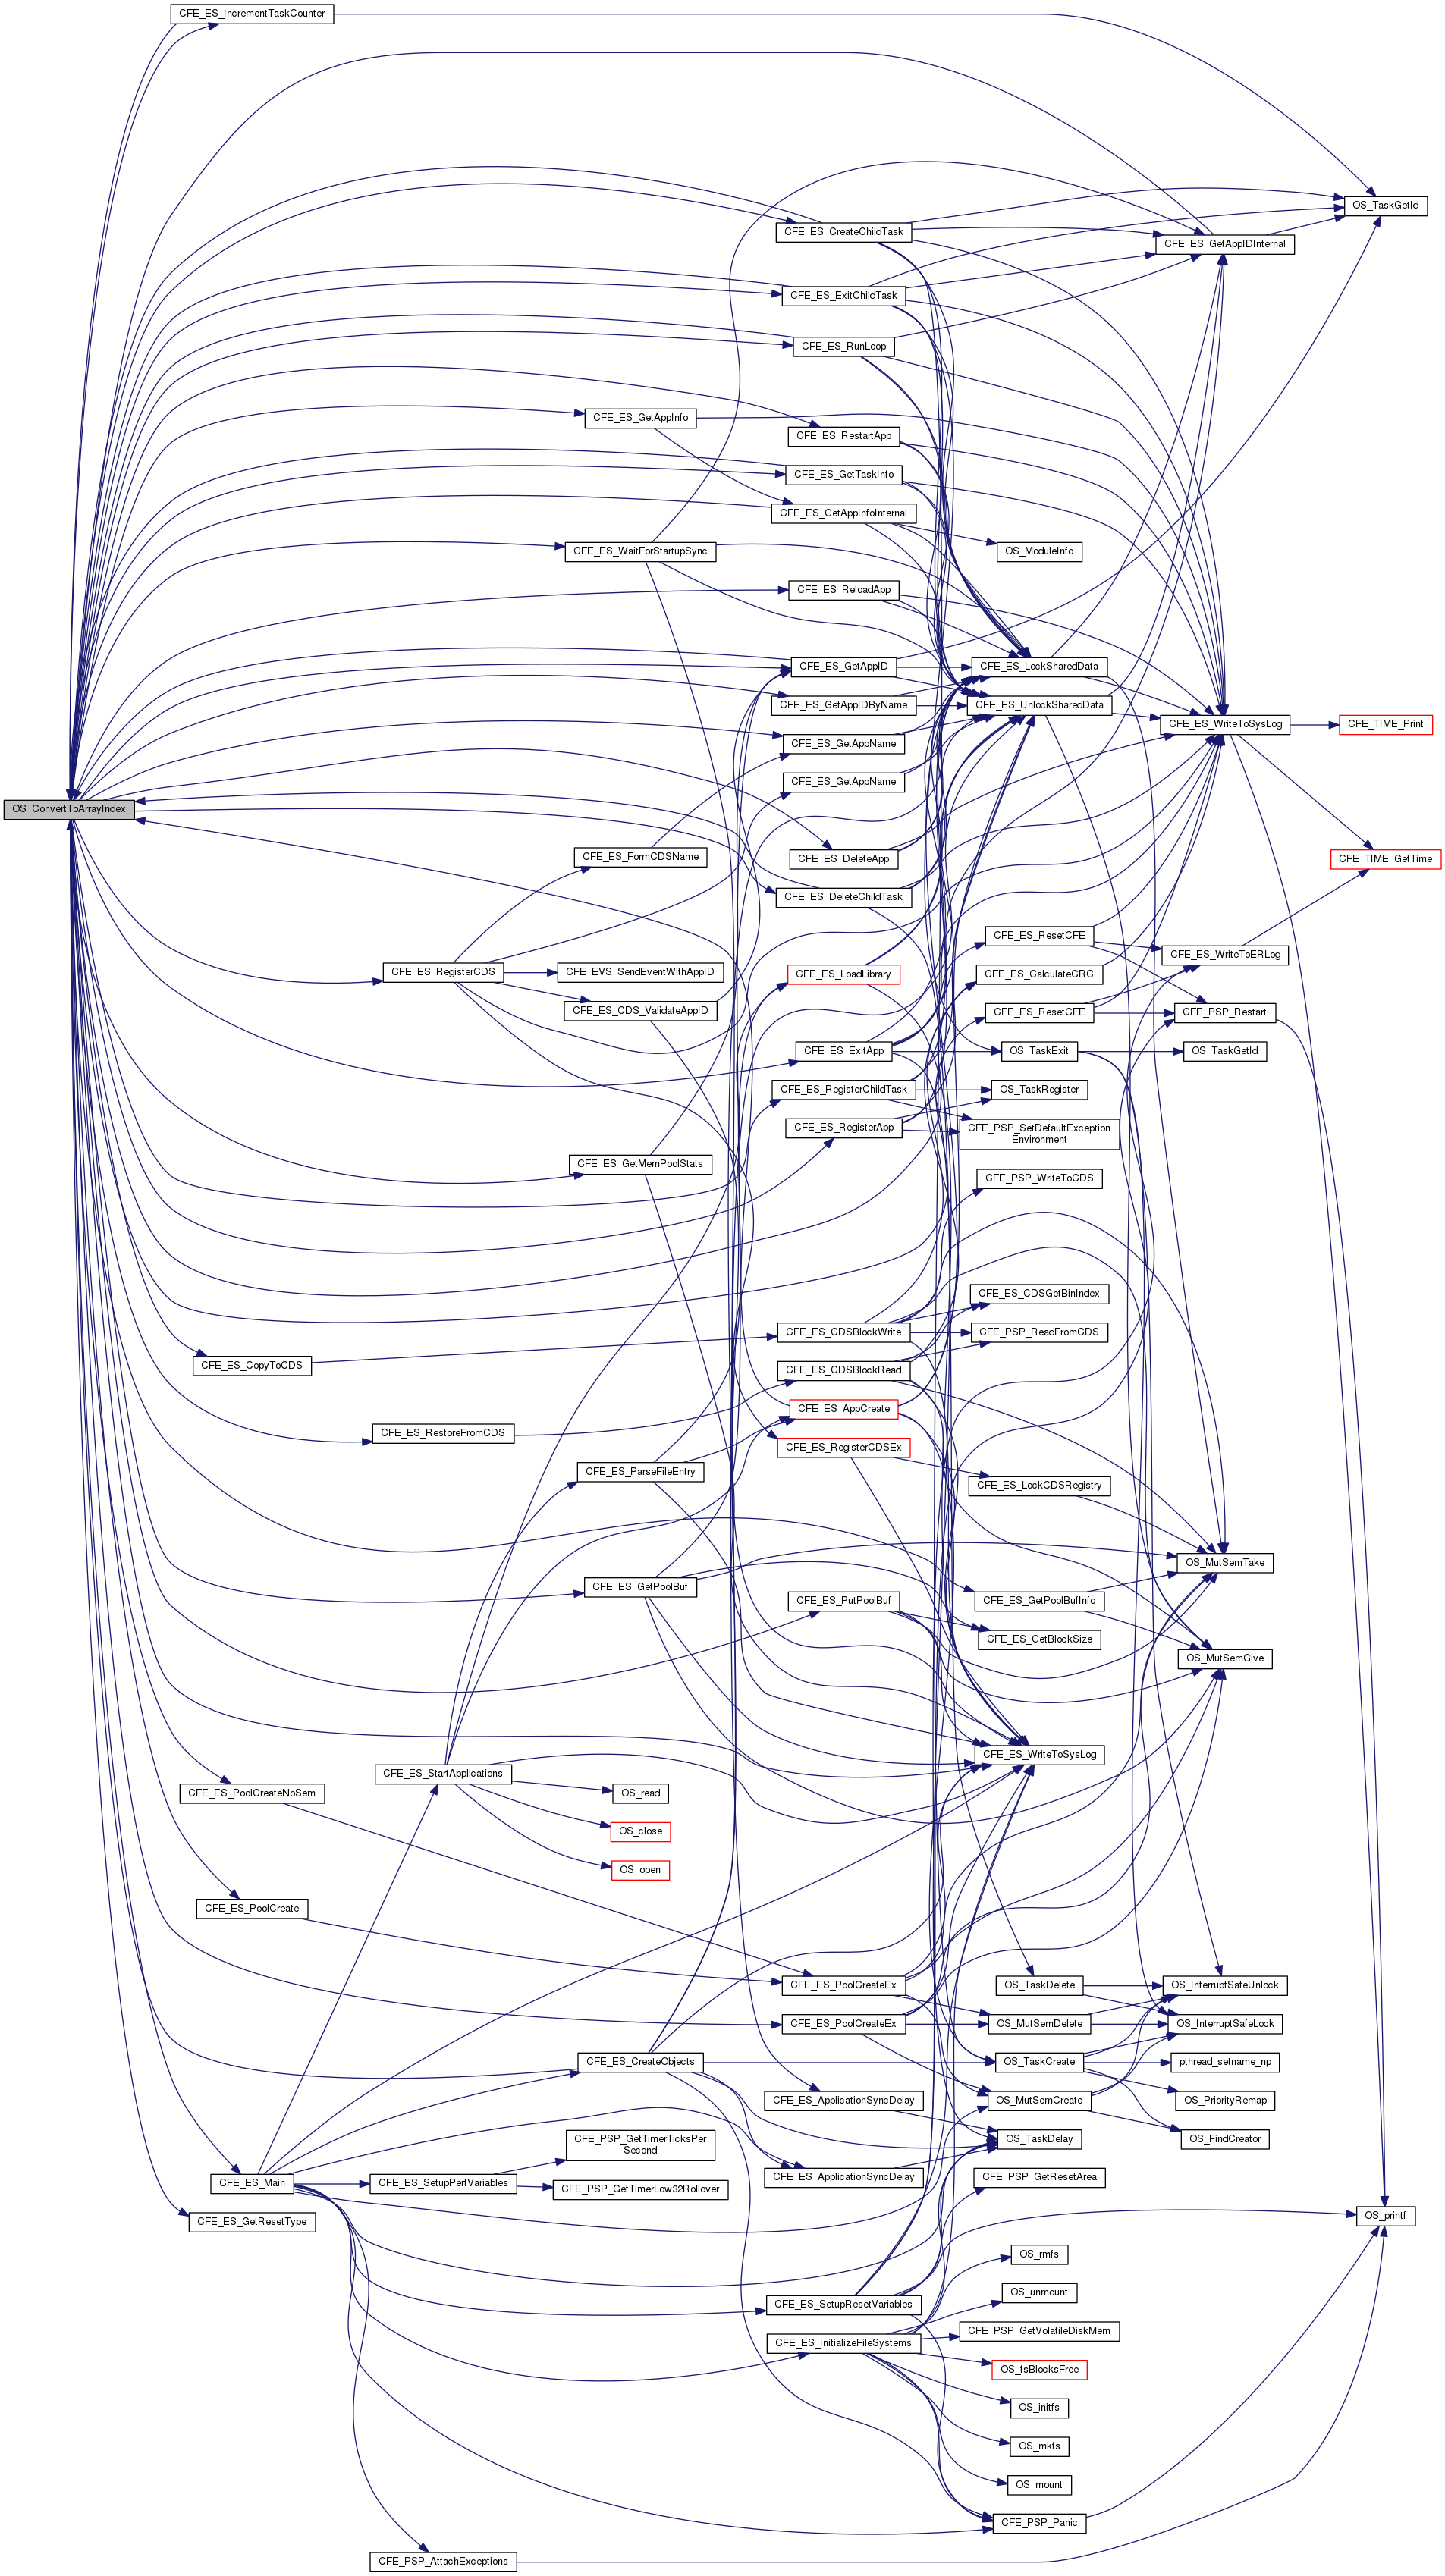 CFE_ES_IncrementTaskCounter
OS_TaskGetId
CFE_ES_CreateChildTask
CFE_ES_GetAppIDInternal
CFE_ES_ExitChildTask
CFE_ES_RunLoop
CFE_ES_GetAppInfo
CFE_ES_RestartApp
CFE_ES_GetTaskInfo
CFE_ES_GetAppInfoInternal
CFE_ES_WaitForStartupSync
OS_ModuleInfo
CFE_ES_ReloadApp
CFE_ES_GetAppID
CFE_ES_LockSharedData
CFE_ES_GetAppIDByName
CFE_ES_UnlockSharedData
CFE_ES_WriteToSysLog
CFE_TIME_Print
CFE_ES_GetAppName
CFE_ES_GetAppName
OS_ConvertToArrayIndex
CFE_ES_FormCDSName
CFE_ES_DeleteApp
CFE_TIME_GetTime
CFE_ES_DeleteChildTask
CFE_ES_ResetCFE
CFE_ES_WriteToERLog
CFE_ES_RegisterCDS
CFE_EVS_SendEventWithAppID
CFE_ES_LoadLibrary
CFE_ES_CalculateCRC
CFE_ES_CDS_ValidateAppID
CFE_ES_ResetCFE
CFE_PSP_Restart
CFE_ES_ExitApp
OS_TaskExit
OS_TaskGetId
CFE_ES_RegisterChildTask
OS_TaskRegister
CFE_ES_RegisterApp
CFE_PSP_SetDefaultException
Environment
CFE_ES_GetMemPoolStats
CFE_PSP_WriteToCDS
CFE_ES_CDSGetBinIndex
CFE_ES_CDSBlockWrite
CFE_PSP_ReadFromCDS
CFE_ES_CopyToCDS
CFE_ES_CDSBlockRead
CFE_ES_AppCreate
CFE_ES_RestoreFromCDS
CFE_ES_RegisterCDSEx
CFE_ES_ParseFileEntry
CFE_ES_LockCDSRegistry
OS_MutSemTake
CFE_ES_GetPoolBuf
CFE_ES_PutPoolBuf
CFE_ES_GetPoolBufInfo
CFE_ES_GetBlockSize
OS_MutSemGive
CFE_ES_WriteToSysLog
CFE_ES_StartApplications
CFE_ES_PoolCreateNoSem
OS_read
OS_close
OS_open
CFE_ES_PoolCreate
CFE_ES_PoolCreateEx
OS_TaskDelete
OS_InterruptSafeUnlock
CFE_ES_PoolCreateEx
OS_MutSemDelete
OS_InterruptSafeLock
CFE_ES_CreateObjects
OS_TaskCreate
pthread_setname_np
CFE_ES_ApplicationSyncDelay
OS_MutSemCreate
OS_PriorityRemap
CFE_PSP_GetTimerTicksPer
Second
OS_TaskDelay
OS_FindCreator
CFE_ES_Main
CFE_ES_SetupPerfVariables
CFE_PSP_GetTimerLow32Rollover
CFE_ES_ApplicationSyncDelay
CFE_PSP_GetResetArea
CFE_ES_GetResetType
OS_printf
OS_rmfs
OS_unmount
CFE_ES_SetupResetVariables
CFE_PSP_GetVolatileDiskMem
CFE_ES_InitializeFileSystems
OS_fsBlocksFree
OS_initfs
OS_mkfs
OS_mount
CFE_PSP_Panic
CFE_PSP_AttachExceptions